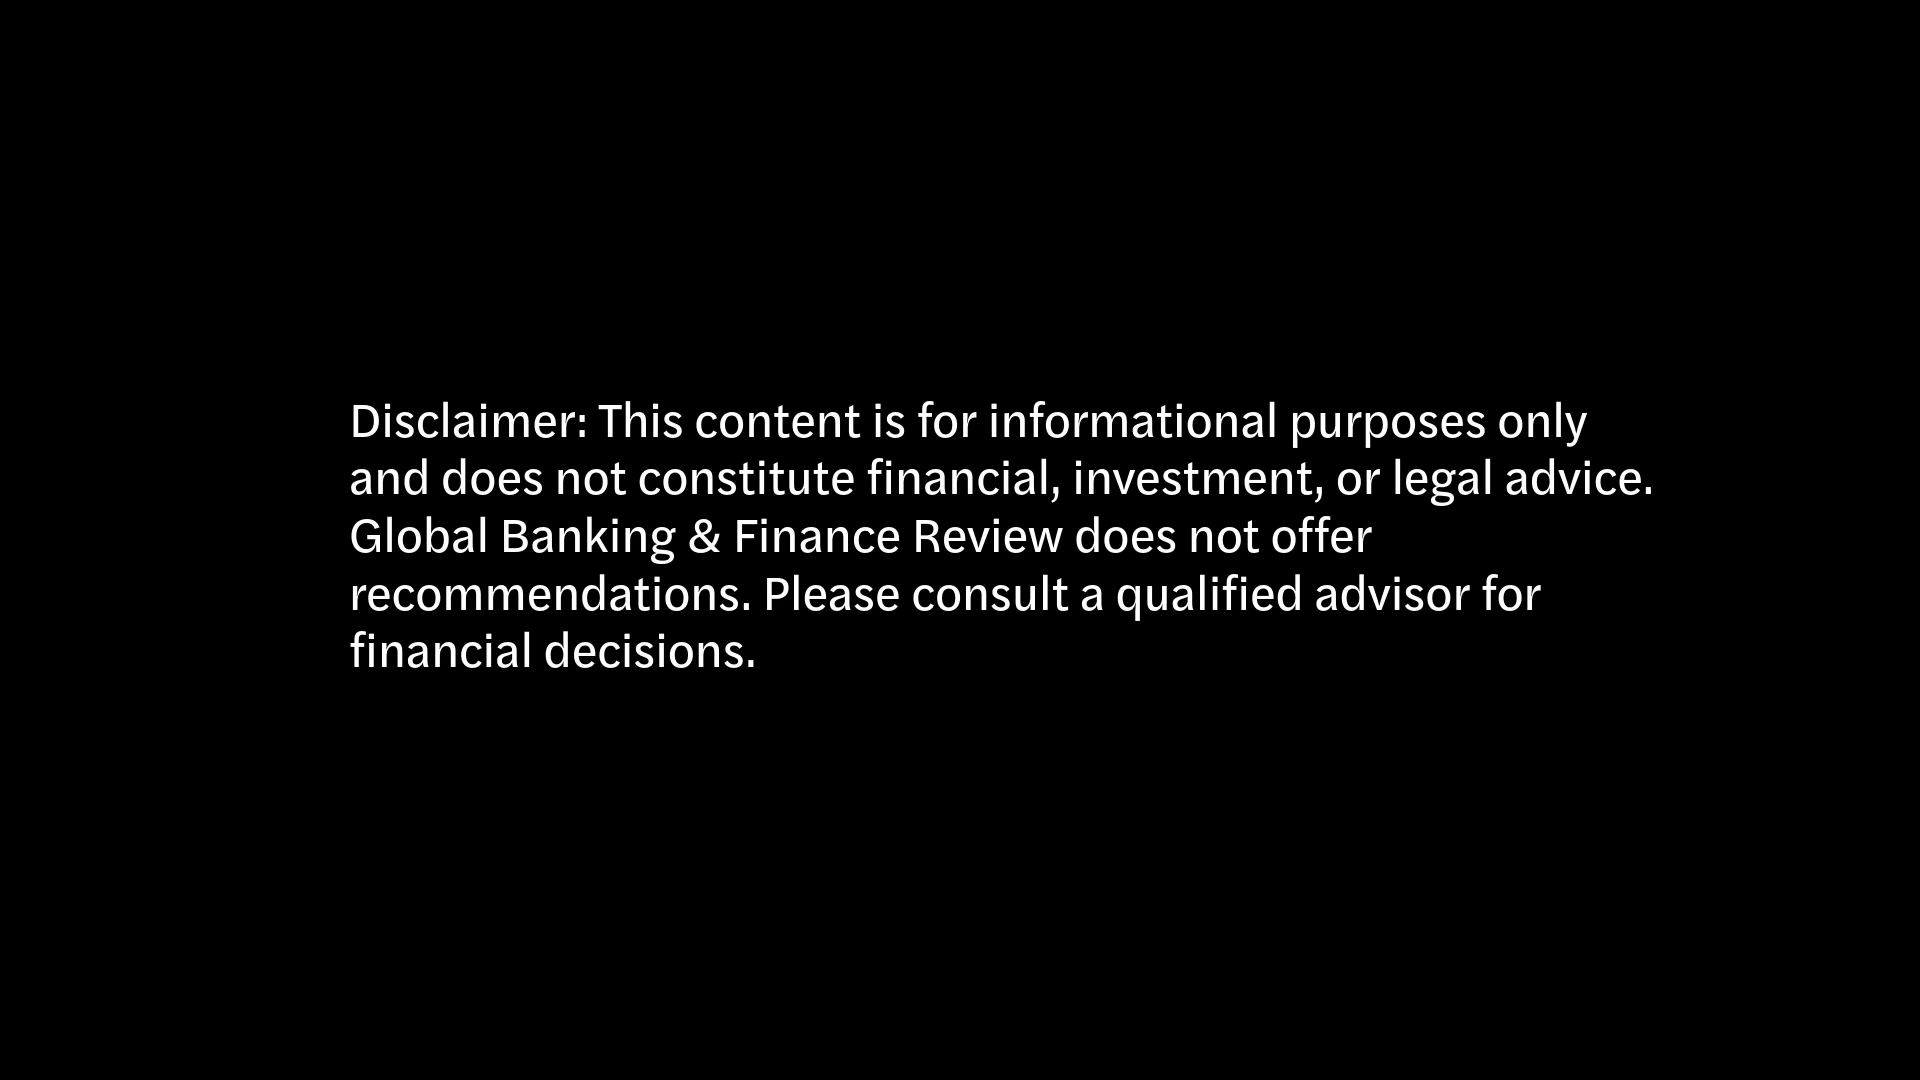 Disclaimer: This content is for informational purposes only
and does not constitute financial, investment, or legal advice.
Global Banking & Finance Review does not offer
recommendations. Please consult a qualified advisor for
financial decisions.